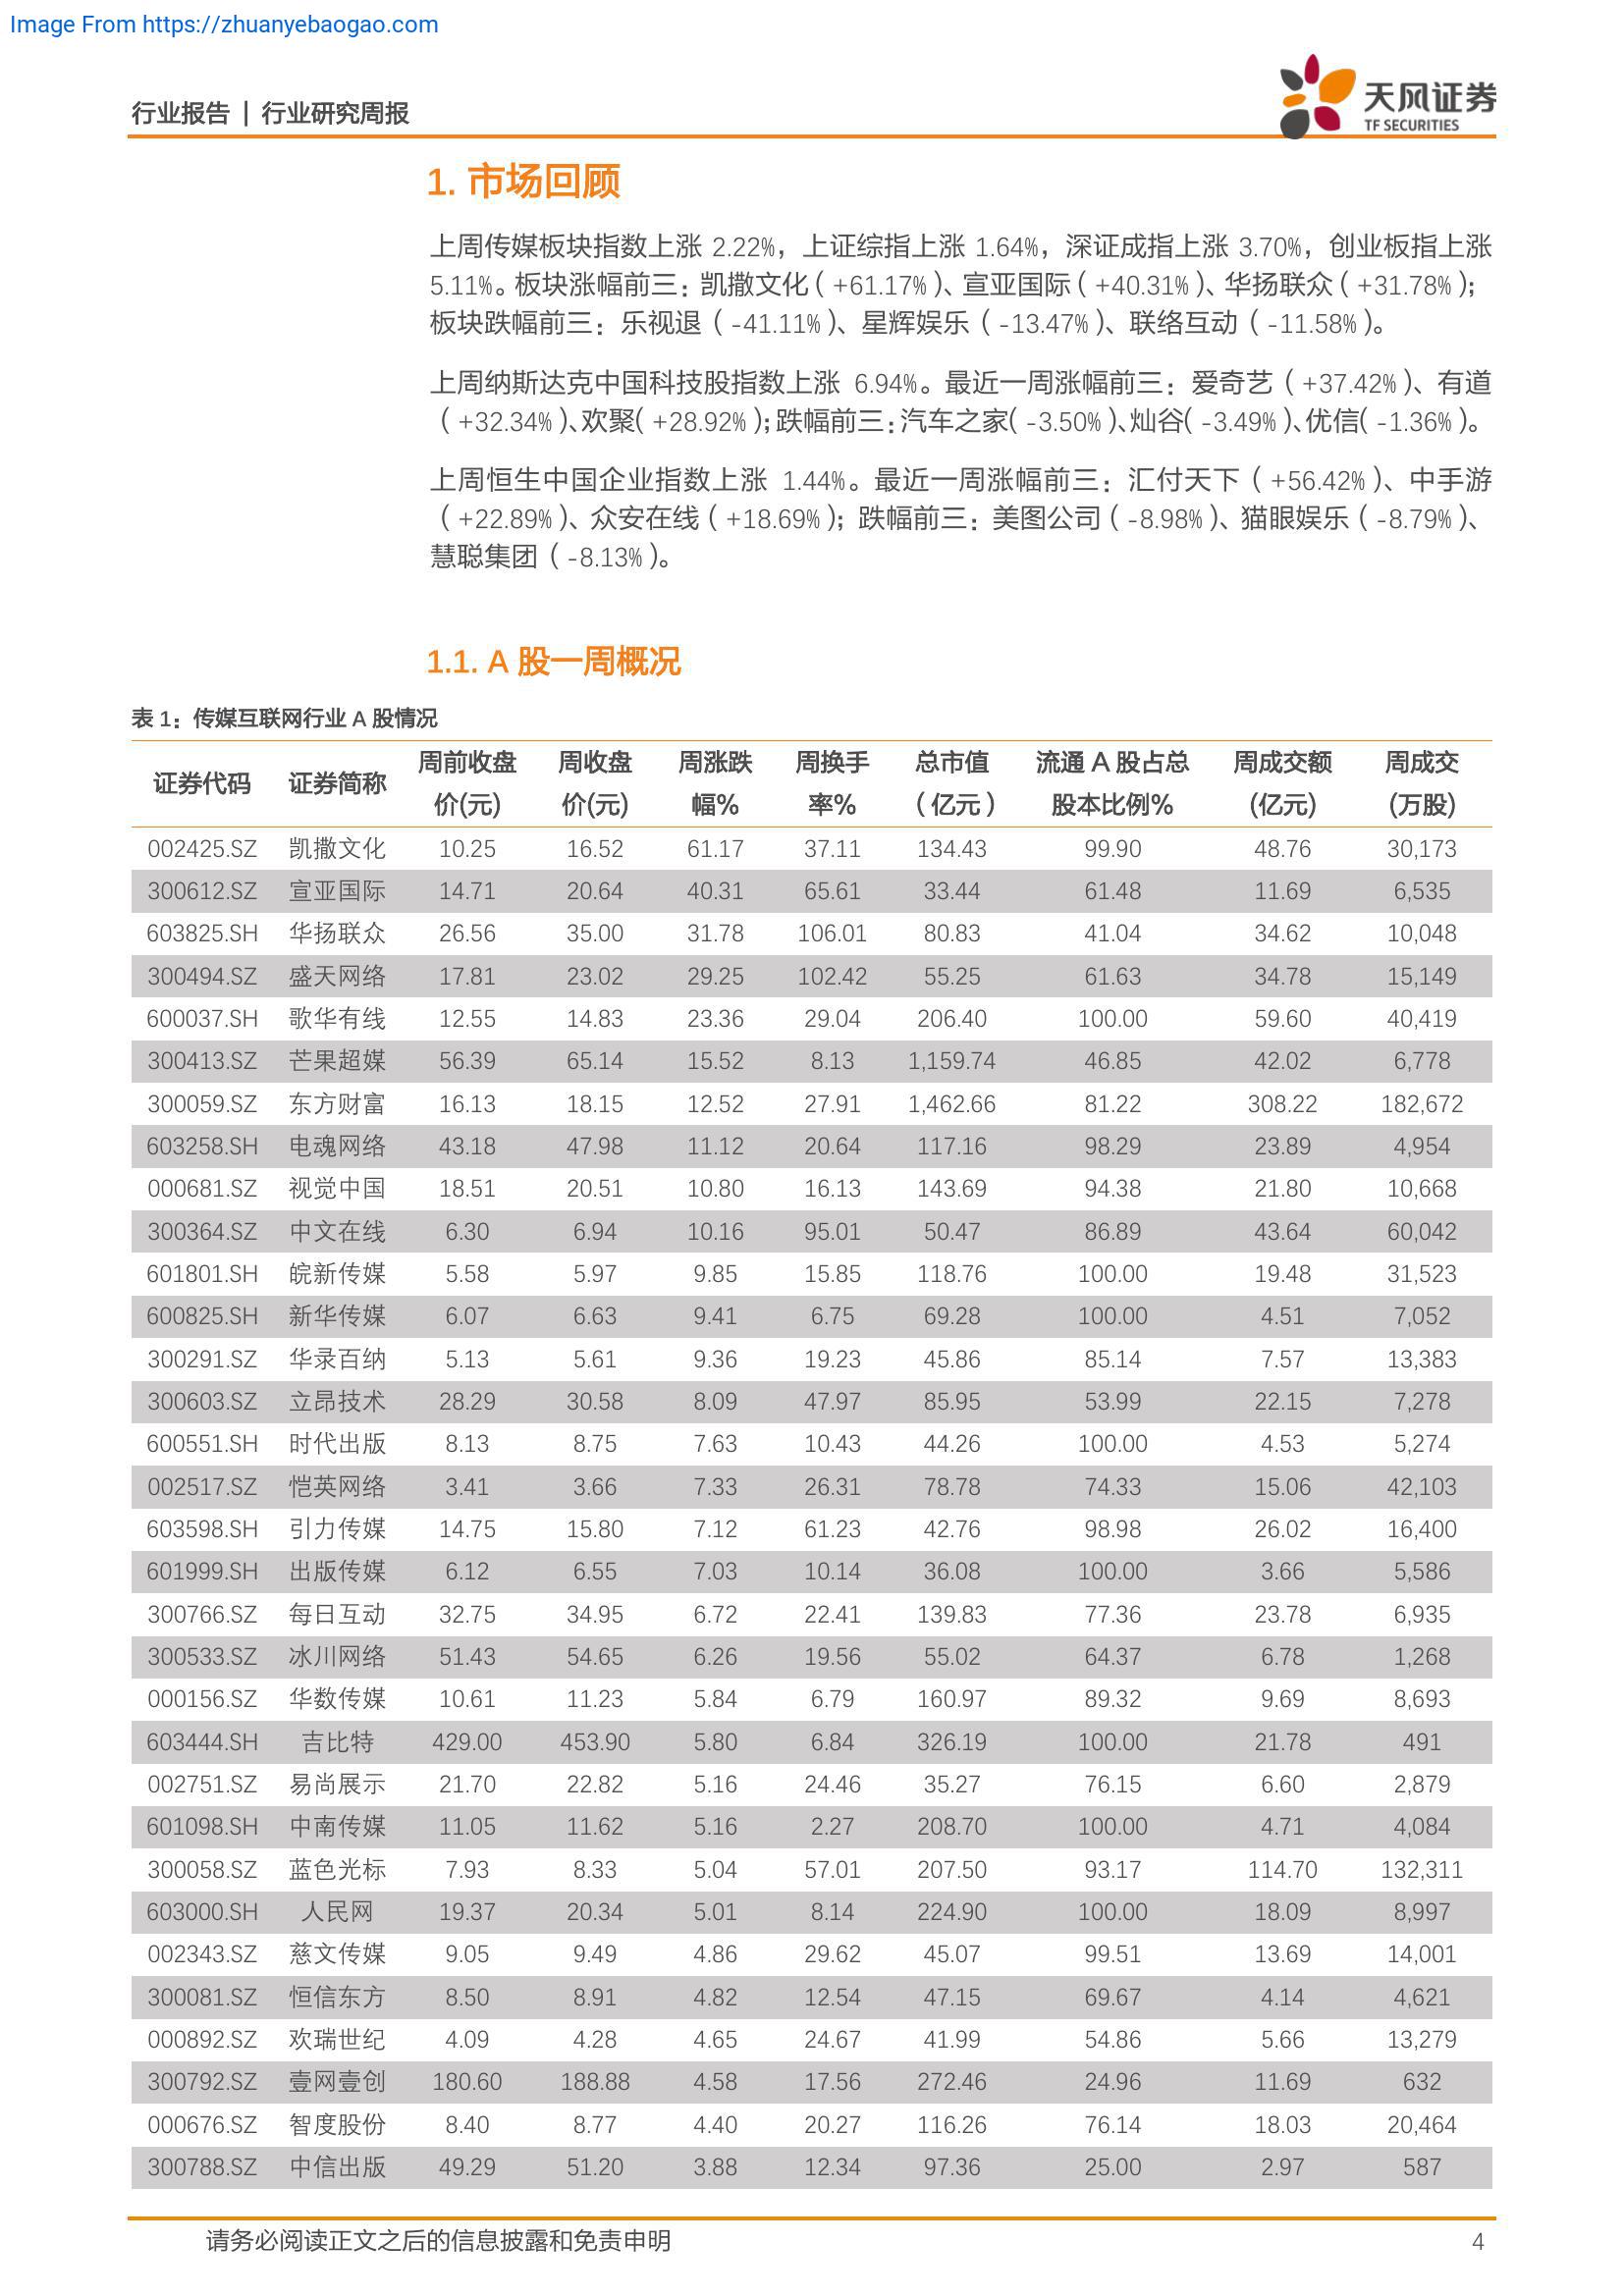 Image From https://zhuanyebaogao.com
行业报告 | 行业研究周报
天风证券
TF SECURITIES
1. 市场回顾
上周传媒板块指数上涨 2.22%，上证综指上涨 1.64%，深证成指上涨 3.70%，创业板指上涨
5.11%。板块涨幅前三：凯撒文化（+61.17%）、宣亚国际（+40.31%）、华扬联众（+31.78%）；
板块跌幅前三：乐视退（-41.11%）、星辉娱乐（-13.47%）、联络互动（-11.58%）。
上周纳斯达克中国科技股指数上涨 6.94%。最近一周涨幅前三：爱奇艺（+37.42%）、有道
（+32.34%）、欢聚（+28.92%）；跌幅前三：汽车之家（-3.50%）、灿谷（-3.49%）、优信（-1.36%）。
上周恒生中国企业指数上涨 1.44%。最近一周涨幅前三：汇付天下（+56.42%）、中手游
（+22.89%）、众安在线（+18.69%）；跌幅前三：美图公司（-8.98%）、猫眼娱乐（-8.79%）、
慧聪集团（-8.13%）。
1.1. A 股一周概况
表 1：传媒互联网行业 A 股情况
证券代码 证券简称 周前收盘价(元) 周收盘价(元) 周涨跌幅% 周换手率% 总市值（亿元） 流通 A 股占总股本比例% 周成交额(亿元) 周成交(万股)
002425.SZ 凯撒文化 10.25 16.52 61.17 37.11 134.43 99.90 48.76 30,173
300612.SZ 宣亚国际 14.71 20.64 40.31 65.61 33.44 61.48 11.69 6,535
603825.SH 华扬联众 26.56 35.00 31.78 106.01 80.83 41.04 34.62 10,048
300494.SZ 盛天网络 17.81 23.02 29.25 102.42 55.25 61.63 34.78 15,149
600037.SH 歌华有线 12.55 14.83 23.36 29.04 206.40 100.00 59.60 40,419
300413.SZ 芒果超媒 56.39 65.14 15.52 8.13 1,159.74 46.85 42.02 6,778
300059.SZ 东方财富 16.13 18.15 12.52 27.91 1,462.66 81.22 308.22 182,672
603258.SH 电魂网络 43.18 47.98 11.12 20.64 117.16 98.29 23.89 4,954
000681.SZ 视觉中国 18.51 20.51 10.80 16.13 143.69 94.38 21.80 10,668
300364.SZ 中文在线 6.30 6.94 10.16 95.01 50.47 86.89 43.64 60,042
601801.SH 皖新传媒 5.58 5.97 9.85 15.85 118.76 100.00 19.48 31,523
600825.SH 新华传媒 6.07 6.63 9.41 6.75 69.28 100.00 4.51 7,052
300291.SZ 华录百纳 5.13 5.61 9.36 19.23 45.86 85.14 7.57 13,383
300603.SZ 立昂技术 28.29 30.58 8.09 47.97 85.95 53.99 22.15 7,278
600551.SH 时代出版 8.13 8.75 7.63 10.43 44.26 100.00 4.53 5,274
002517.SZ 恺英网络 3.41 3.66 7.33 26.31 78.78 74.33 15.06 42,103
603598.SH 引力传媒 14.75 15.80 7.12 61.23 42.76 98.98 26.02 16,400
601999.SH 出版传媒 6.12 6.55 7.03 10.14 36.08 100.00 3.66 5,586
300766.SZ 每日互动 32.75 34.95 6.72 22.41 139.83 77.36 23.78 6,935
300533.SZ 冰川网络 51.43 54.65 6.26 19.56 55.02 64.37 6.78 1,268
000156.SZ 华数传媒 10.61 11.23 5.84 6.79 160.97 89.32 9.69 8,693
603444.SH 吉比特 429.00 453.90 5.80 6.84 326.19 100.00 21.78 491
002751.SZ 易尚展示 21.70 22.82 5.16 24.46 35.27 76.15 6.60 2,879
601098.SH 中南传媒 11.05 11.62 5.16 2.27 208.70 100.00 4.71 4,084
300058.SZ 蓝色光标 7.93 8.33 5.04 57.01 207.50 93.17 114.70 132,311
603000.SH 人民网 19.37 20.34 5.01 8.14 224.90 100.00 18.09 8,997
002343.SZ 慈文传媒 9.05 9.49 4.86 29.62 45.07 99.51 13.69 14,001
300081.SZ 恒信东方 8.50 8.91 4.82 12.54 47.15 69.67 4.14 4,621
000892.SZ 欢瑞世纪 4.09 4.28 4.65 24.67 41.99 54.86 5.66 13,279
300792.SZ 壹网壹创 180.60 188.88 4.58 17.56 272.46 24.96 11.69 632
000676.SZ 智度股份 8.40 8.77 4.40 20.27 116.26 76.14 18.03 20,464
300788.SZ 中信出版 49.29 51.20 3.88 12.34 97.36 25.00 2.97 587
请务必阅读正文之后的信息披露和免责申明 4